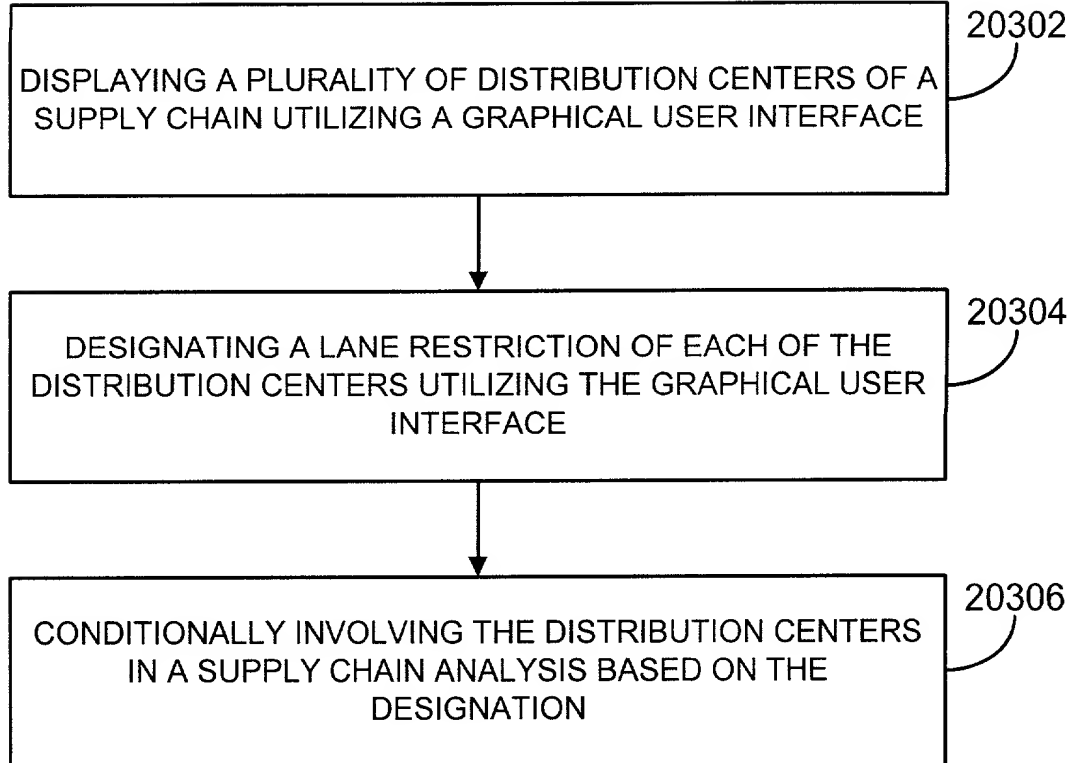 20302
DISPLAYING A PLURALITY OF DISTRIBUTION CENTERS OF A
SUPPLY CHAIN UTILIZING A GRAPHICAL USER INTERFACE
20304
DESIGNATING A LANE RESTRICTION OF EACH OF THE
DISTRIBUTION CENTERS UTILIZING THE GRAPHICAL USER
INTERFACE
20306
CONDITIONALLY INVOLVING THE DISTRIBUTION CENTERS
IN A SUPPLY CHAIN ANALYSIS BASED ON THE
DESIGNATION